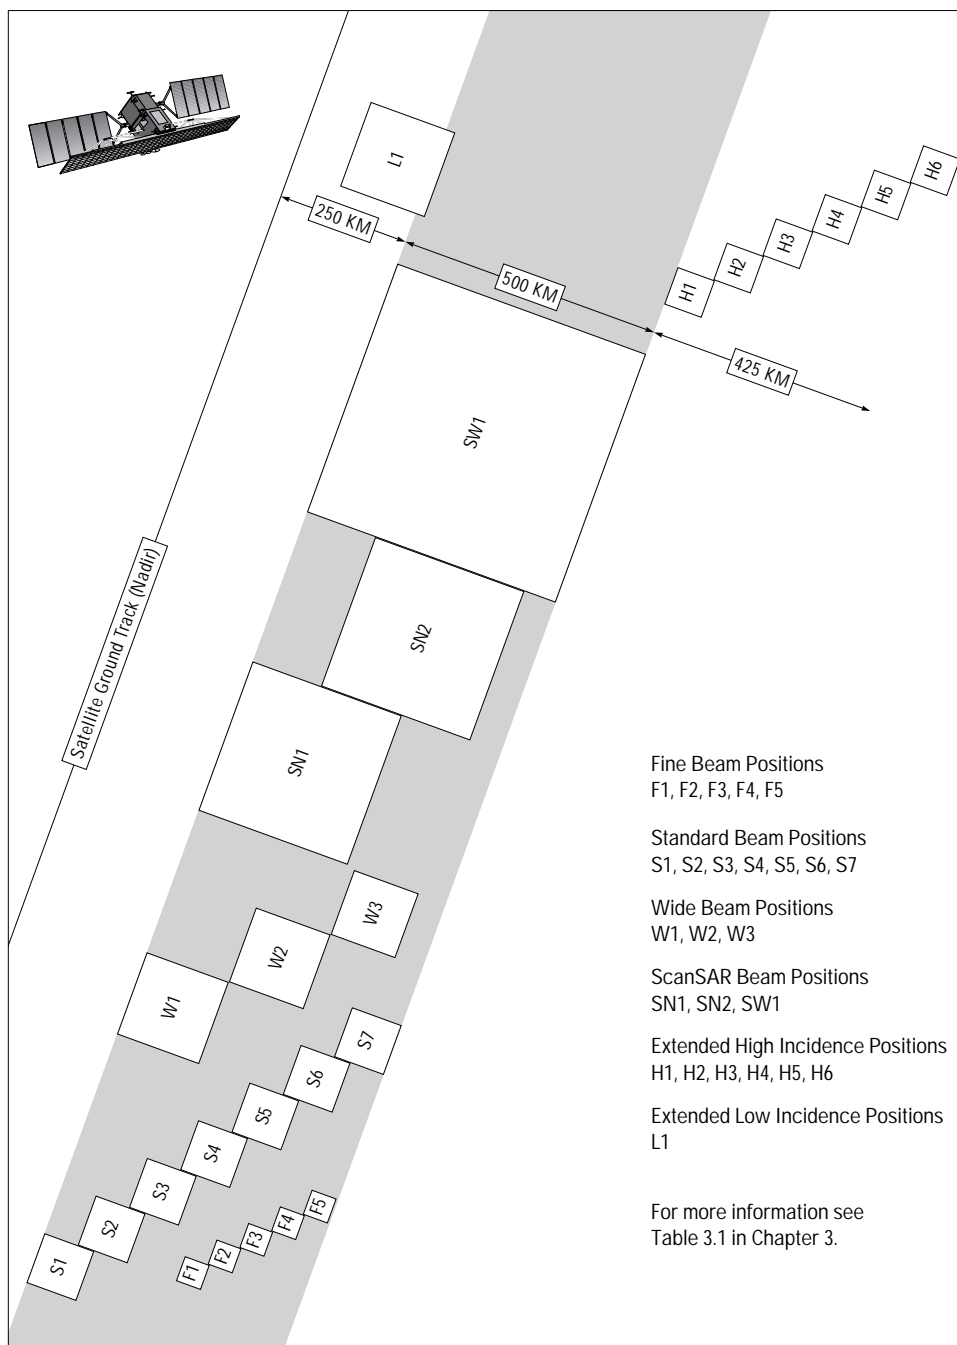 L1
H6
H5
H4
H3
H2
H1
250 KM
500 KM
425 KM
SW1
Satellite Ground Track (Nadir)
SN2
SN1
W3
W2
W1
S7
S6
S5
S4
S3
S2
S1
F5
F4
F3
F2
F1
Fine Beam Positions
F1, F2, F3, F4, F5
Standard Beam Positions
S1, S2, S3, S4, S5, S6, S7
Wide Beam Positions
W1, W2, W3
ScanSAR Beam Positions
SN1, SN2, SW1
Extended High Incidence Positions
H1, H2, H3, H4, H5, H6
Extended Low Incidence Positions
L1
For more information see
Table 3.1 in Chapter 3.